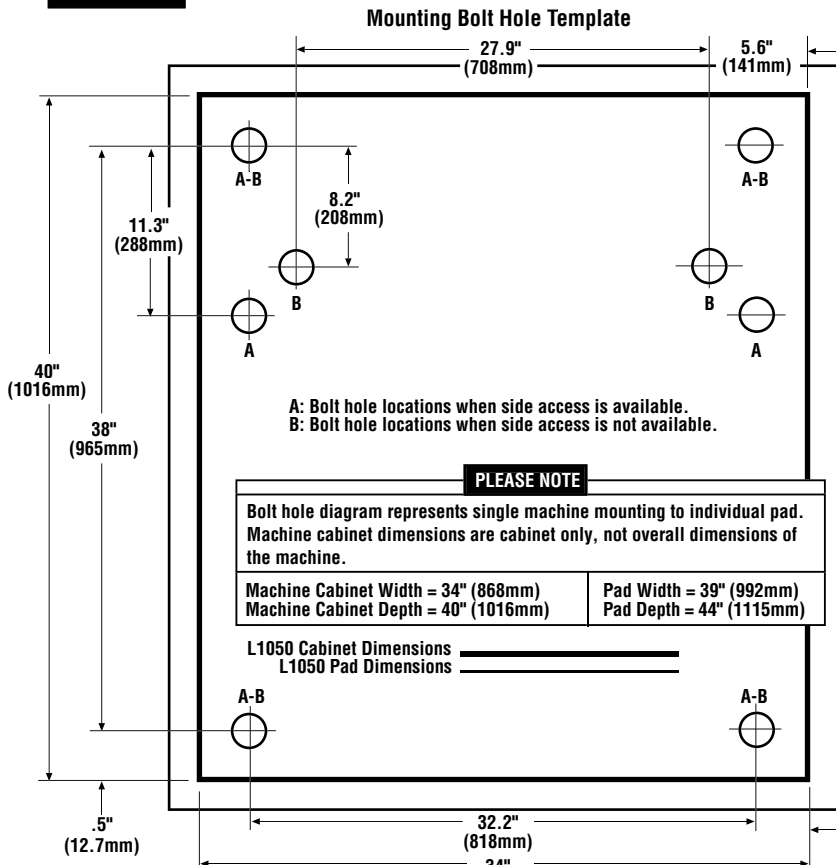 Mounting Bolt Hole Template
27.9"
(708mm)
5.6"
(141mm)
A-B
A-B
8.2"
(208mm)
11.3"
(288mm)
B
B
A
A
40"
(1016mm)
A: Bolt hole locations when side access is available.
B: Bolt hole locations when side access is not available.
38"
(965mm)
PLEASE NOTE
Bolt hole diagram represents single machine mounting to individual pad.
Machine cabinet dimensions are cabinet only, not overall dimensions of
the machine.
Machine Cabinet Width = 34" (868mm)
Machine Cabinet Depth = 40" (1016mm)
Pad Width = 39" (992mm)
Pad Depth = 44" (1115mm)
L1050 Cabinet Dimensions
L1050 Pad Dimensions
A-B
A-B
.5"
(12.7mm)
32.2"
(818mm)
34"